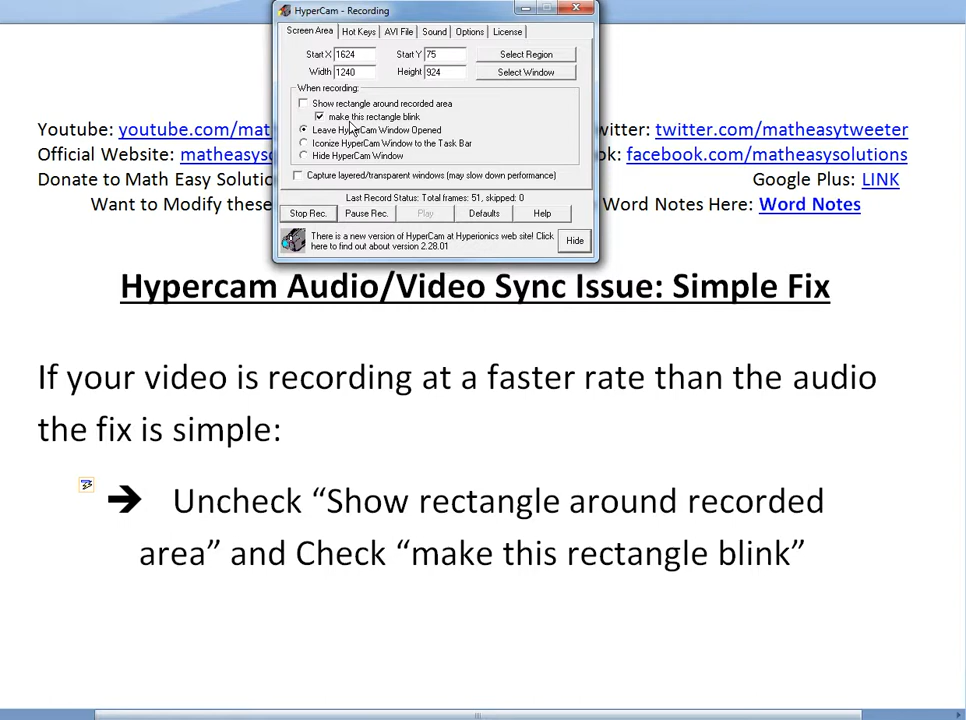 HyperCam - Recording
Screen Area Hot Keys AVI File Sound Options License
Start X 1624 Start Y 75 Select Region
Width 1240 Height 924 Select Window
When recording:
Show rectangle around recorded area
make this rectangle blink
Leave HyperCam Window Opened
Iconize HyperCam Window to the Task Bar
Hide HyperCam Window
Capture layered/transparent windows (may slow down performance)
Last Record Status: Total frames: 51, skipped: 0
Stop Rec. Pause Rec. Play Defaults Help
There is a new version of HyperCam at Hyperionics web site! Click
here to find out about version 2.28.01
Hide
Youtube: youtube.com/mat witter: twitter.com/matheasytweeter
Official Website: matheasys k: facebook.com/matheasysolutions
Donate to Math Easy Solutio Google Plus: LINK
Want to Modify these Word Notes Here: Word Notes
Hypercam Audio/Video Sync Issue: Simple Fix
If your video is recording at a faster rate than the audio
the fix is simple:
➔ Uncheck “Show rectangle around recorded
area” and Check “make this rectangle blink”